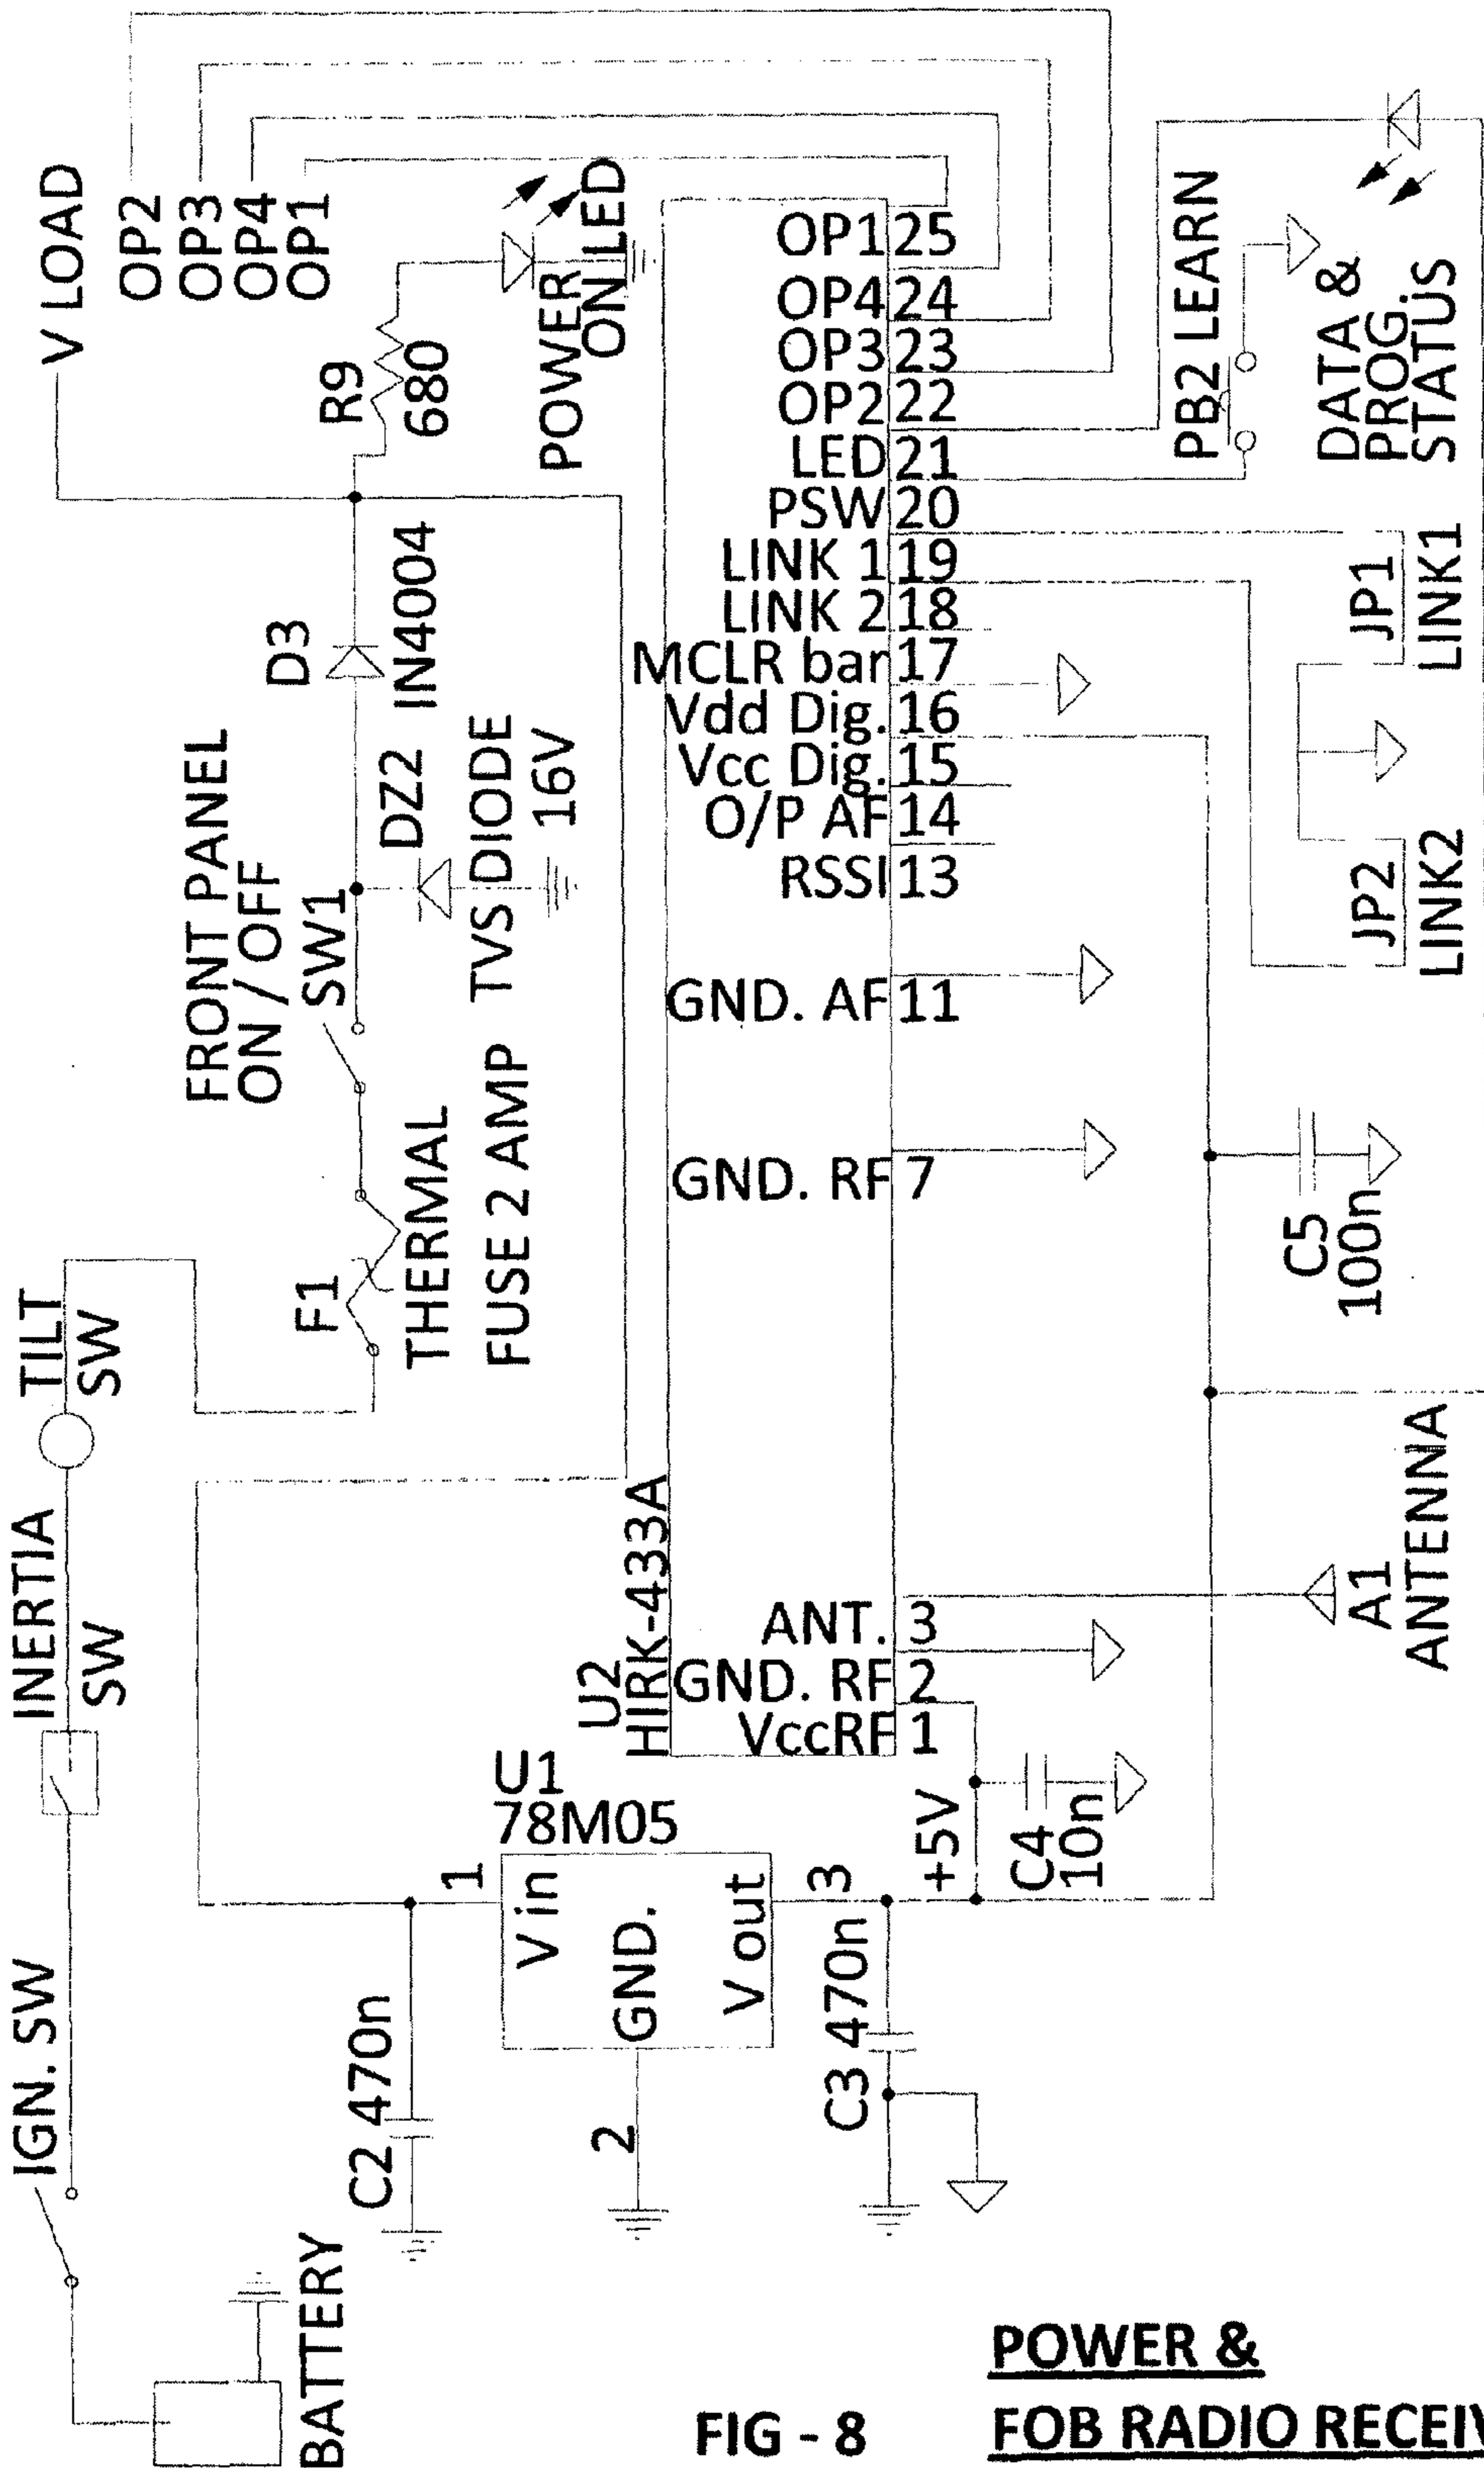 IGN. SW
INERTIA
SW
TILT
SW
BATTERY
F1
THERMAL
FUSE 2 AMP
FRONT PANEL
ON / OFF
SW1
DZ2
TVS DIODE
16V
D3
IN4004
R9
680
POWER
ON LED
V LOAD
OP2
OP3
OP4
OP1
C2 470n
U1
78M05
1
V in
GND.
V out
2
3
C3 470n
+5V
C4
10n
U2
HIRK-433A
OP1 25
OP4 24
OP3 23
OP2 22
LED 21
PSW 20
LINK 1 19
LINK 2 18
MCLR bar 17
Vdd Dig. 16
Vcc Dig. 15
O/P AF 14
RSSI 13
GND. AF 11
GND. RF 7
ANT. 3
GND. RF 2
VccRF 1
A1
ANTENNA
C5
100n
JP2
LINK2
JP1
LINK1
PB2 LEARN
DATA &
PROG.
STATUS
FIG - 8
POWER &
FOB RADIO